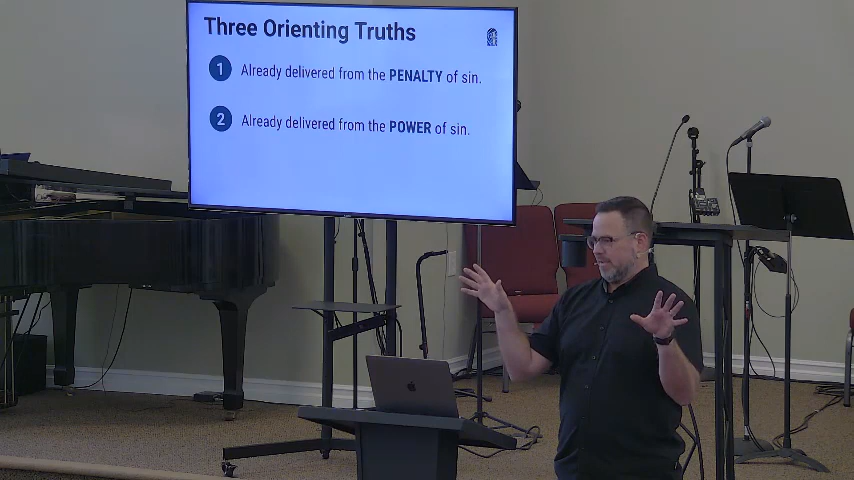 Three Orienting Truths
1 Already delivered from the PENALTY of sin.
2 Already delivered from the POWER of sin.